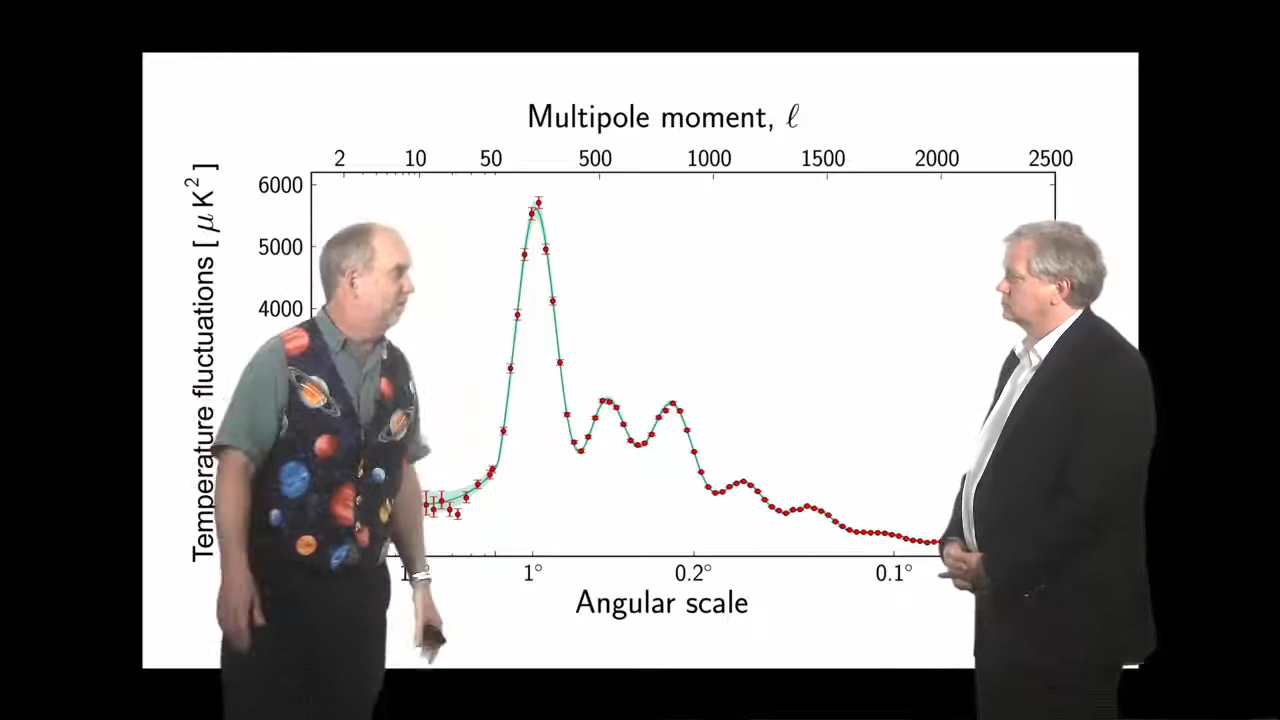 Multipole moment, ℓ
2 10 50 500 1000 1500 2000 2500
Temperature fluctuations [ μ K² ]
6000
5000
4000
1° 0.2° 0.1°
Angular scale